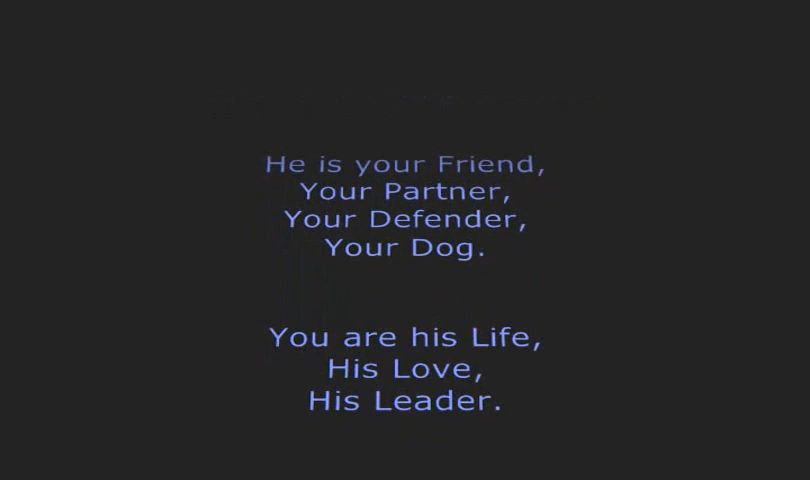 He is your Friend,
Your Partner,
Your Defender,
Your Dog.
You are his Life,
His Love,
His Leader.